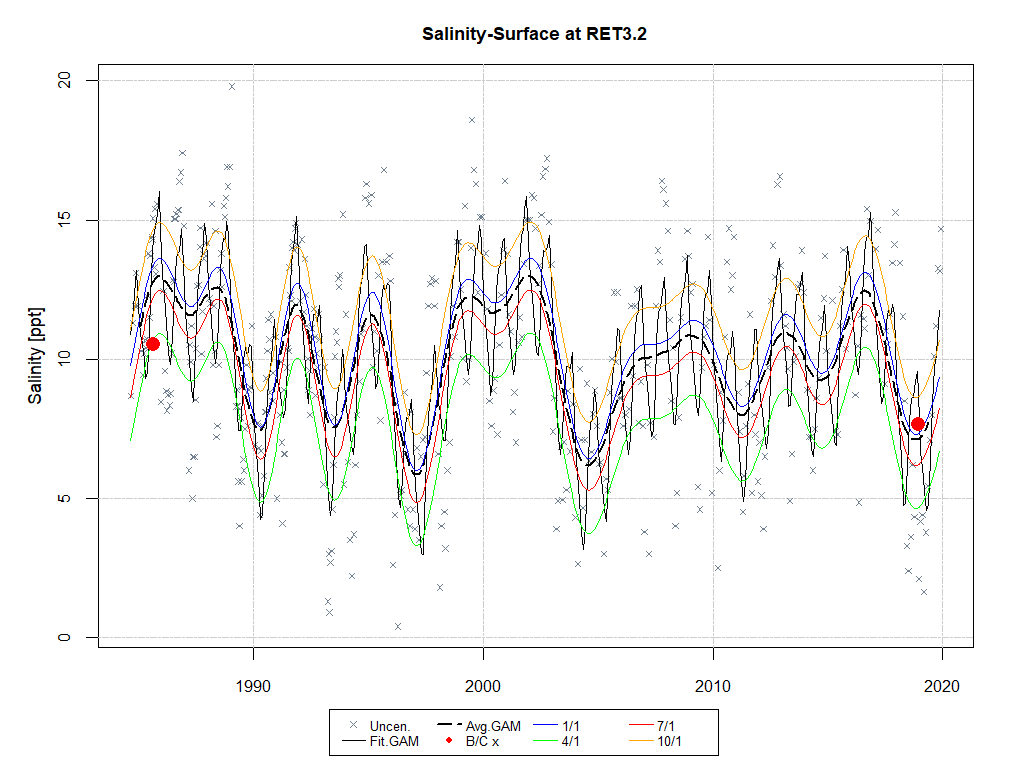 Salinity-Surface at RET3.2
Salinity [ppt]
20
15
10
5
0
1990 2000 2010 2020
Uncen. Avg.GAM 1/1 7/1
Fit.GAM B/C x 4/1 10/1